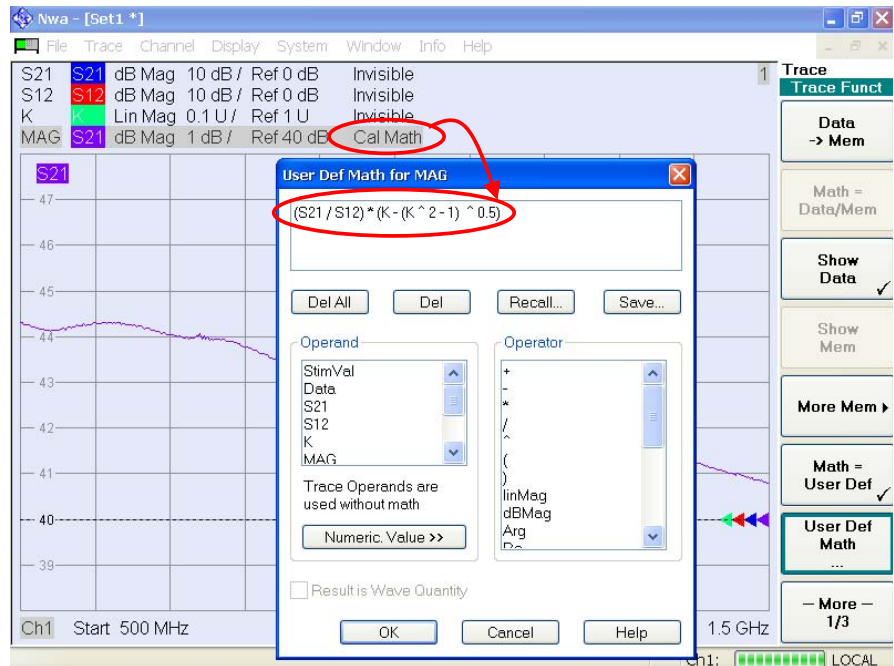 Nwa - [Set1 *]
File Trace Channel Display System Window Info Help
S21 S21 dB Mag 10 dB / Ref 0 dB Invisible 1
S12 S12 dB Mag 10 dB / Ref 0 dB Invisible
K K Lin Mag 0.1 U / Ref 1 U Invisible
MAG S21 dB Mag 1 dB / Ref 40 dB Cal Math
S21
47
46
45
44
43
42
41
40
39
Ch1 Start 500 MHz
1.5 GHz
User Def Math for MAG
(S21 / S12) * (K - (K ^ 2 - 1) ^ 0.5)
Del All Del Recall... Save...
Operand
StimVal
Data
S21
S12
K
MAG
Trace Operands are
used without math
Numeric. Value >>
Operator
+
-
*
/
^
(
)
linMag
dBMag
Arg
Result is Wave Quantity
OK Cancel Help
Trace
Trace Funct
Data
-> Mem
Math =
Data/Mem
Show
Data
Show
Mem
More Mem
Math =
User Def
User Def
Math
...
— More —
1/3
Ch1: LOCAL